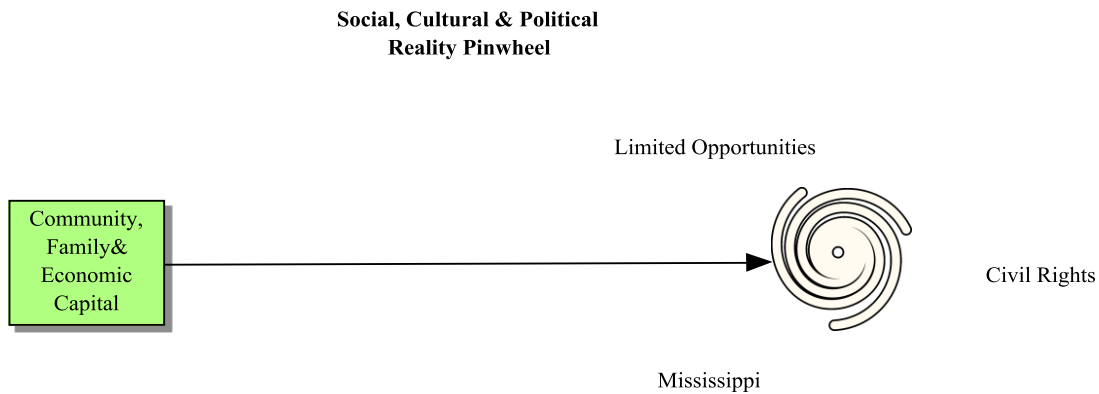 Social, Cultural & Political
Reality Pinwheel
Limited Opportunities
Community,
Family&
Economic
Capital
Civil Rights
Mississippi